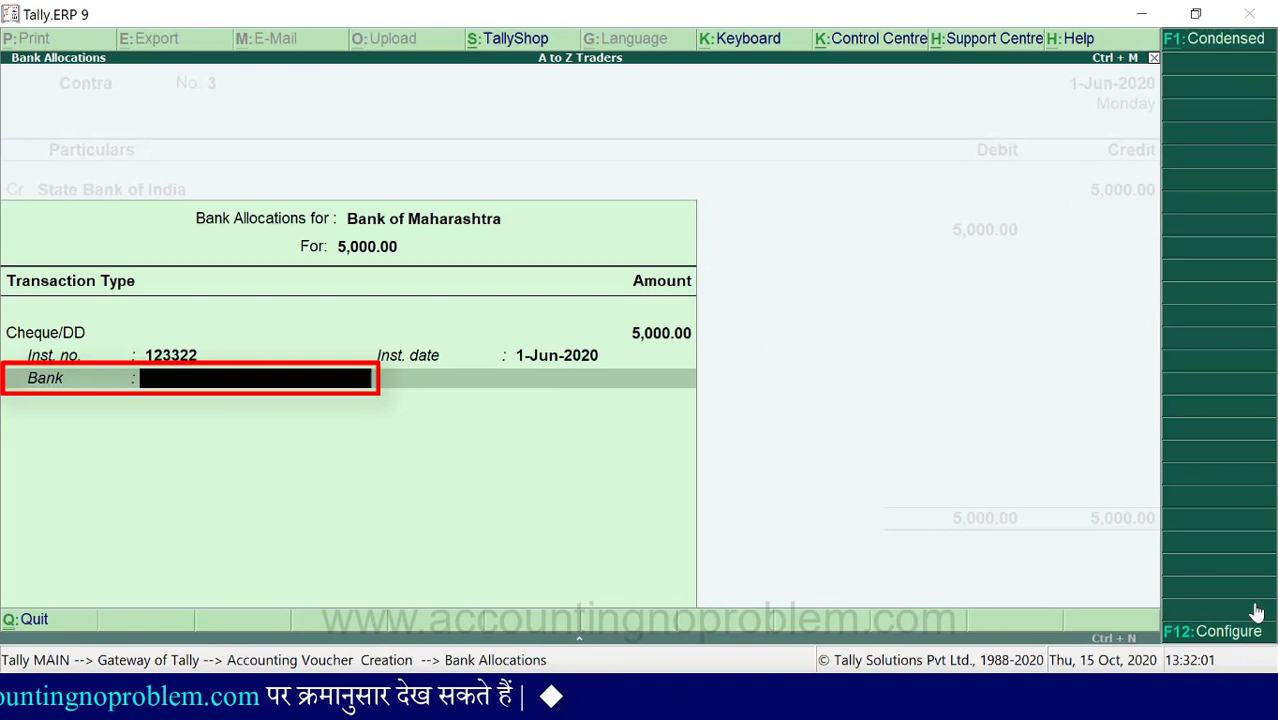 Tally.ERP 9
P:Print E:Export M:E-Mail O:Upload S:TallyShop G:Language K:Keyboard K:Control Centre H:Support Centre H:Help F1:Condensed
Bank Allocations A to Z Traders Ctrl + M
Contra No. 3 1-Jun-2020
Monday
Particulars Debit Credit
Cr State Bank of India 5,000.00
Bank Allocations for : Bank of Maharashtra
5,000.00
For: 5,000.00
Transaction Type Amount
Cheque/DD 5,000.00
Inst. no. : 123322 Inst. date : 1-Jun-2020
Bank :
5,000.00 5,000.00
Q:Quit www.accountingnoproblem.com
F12:Configure
Ctrl + N
Tally MAIN --> Gateway of Tally --> Accounting Voucher Creation --> Bank Allocations © Tally Solutions Pvt Ltd., 1988-2020 Thu, 15 Oct, 2020 13:32:01
ountingnoproblem.com पर क्रमानुसार देख सकते हैं | ◆